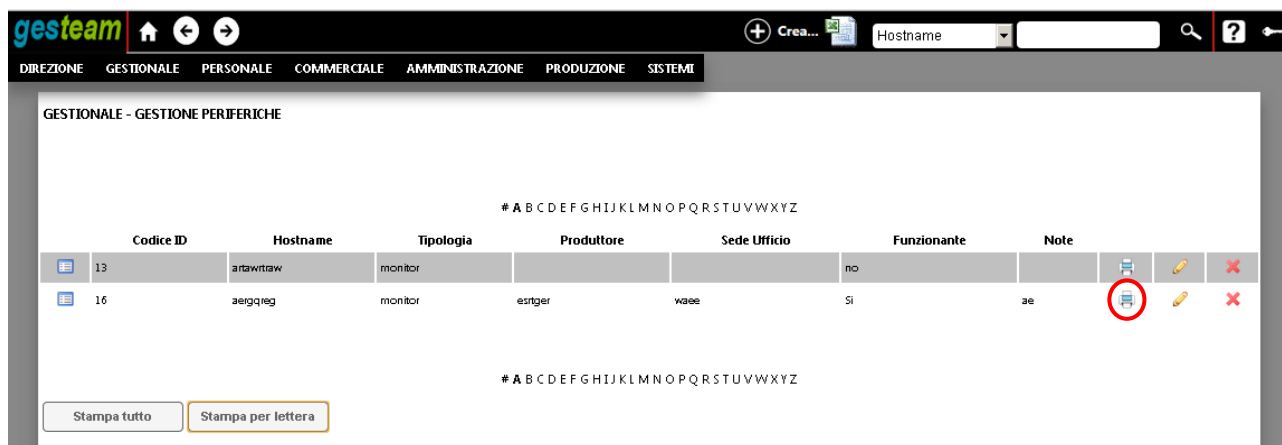 gesteam Crea... Hostname ?
DIREZIONE GESTIONALE PERSONALE COMMERCIALE AMMINISTRAZIONE PRODUZIONE SISTEMI
GESTIONALE - GESTIONE PERIFERICHE
# A B C D E F G H I J K L M N O P Q R S T U V W X Y Z
Codice ID Hostname Tipologia Produttore Sede Ufficio Funzionante Note
13 artawrtraw monitor no
16 aergqreg monitor esrtger waee Si ae
# A B C D E F G H I J K L M N O P Q R S T U V W X Y Z
Stampa tutto Stampa per lettera